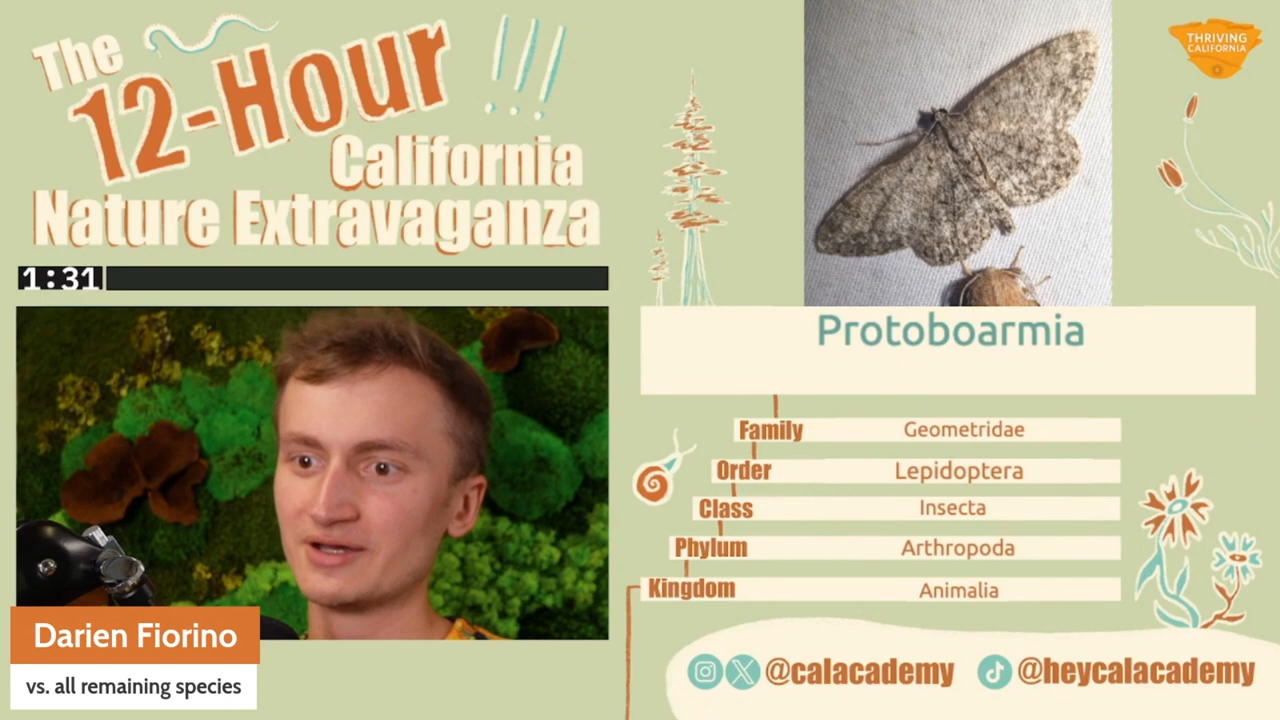 The
12-Hour !!!
California
Nature Extravaganza
1:31
THRIVING
CALIFORNIA
Protoboarmia
Family Geometridae
Order Lepidoptera
Class Insecta
Phylum Arthropoda
Kingdom Animalia
Darien Fiorino
vs. all remaining species
@calacademy @heycalacademy